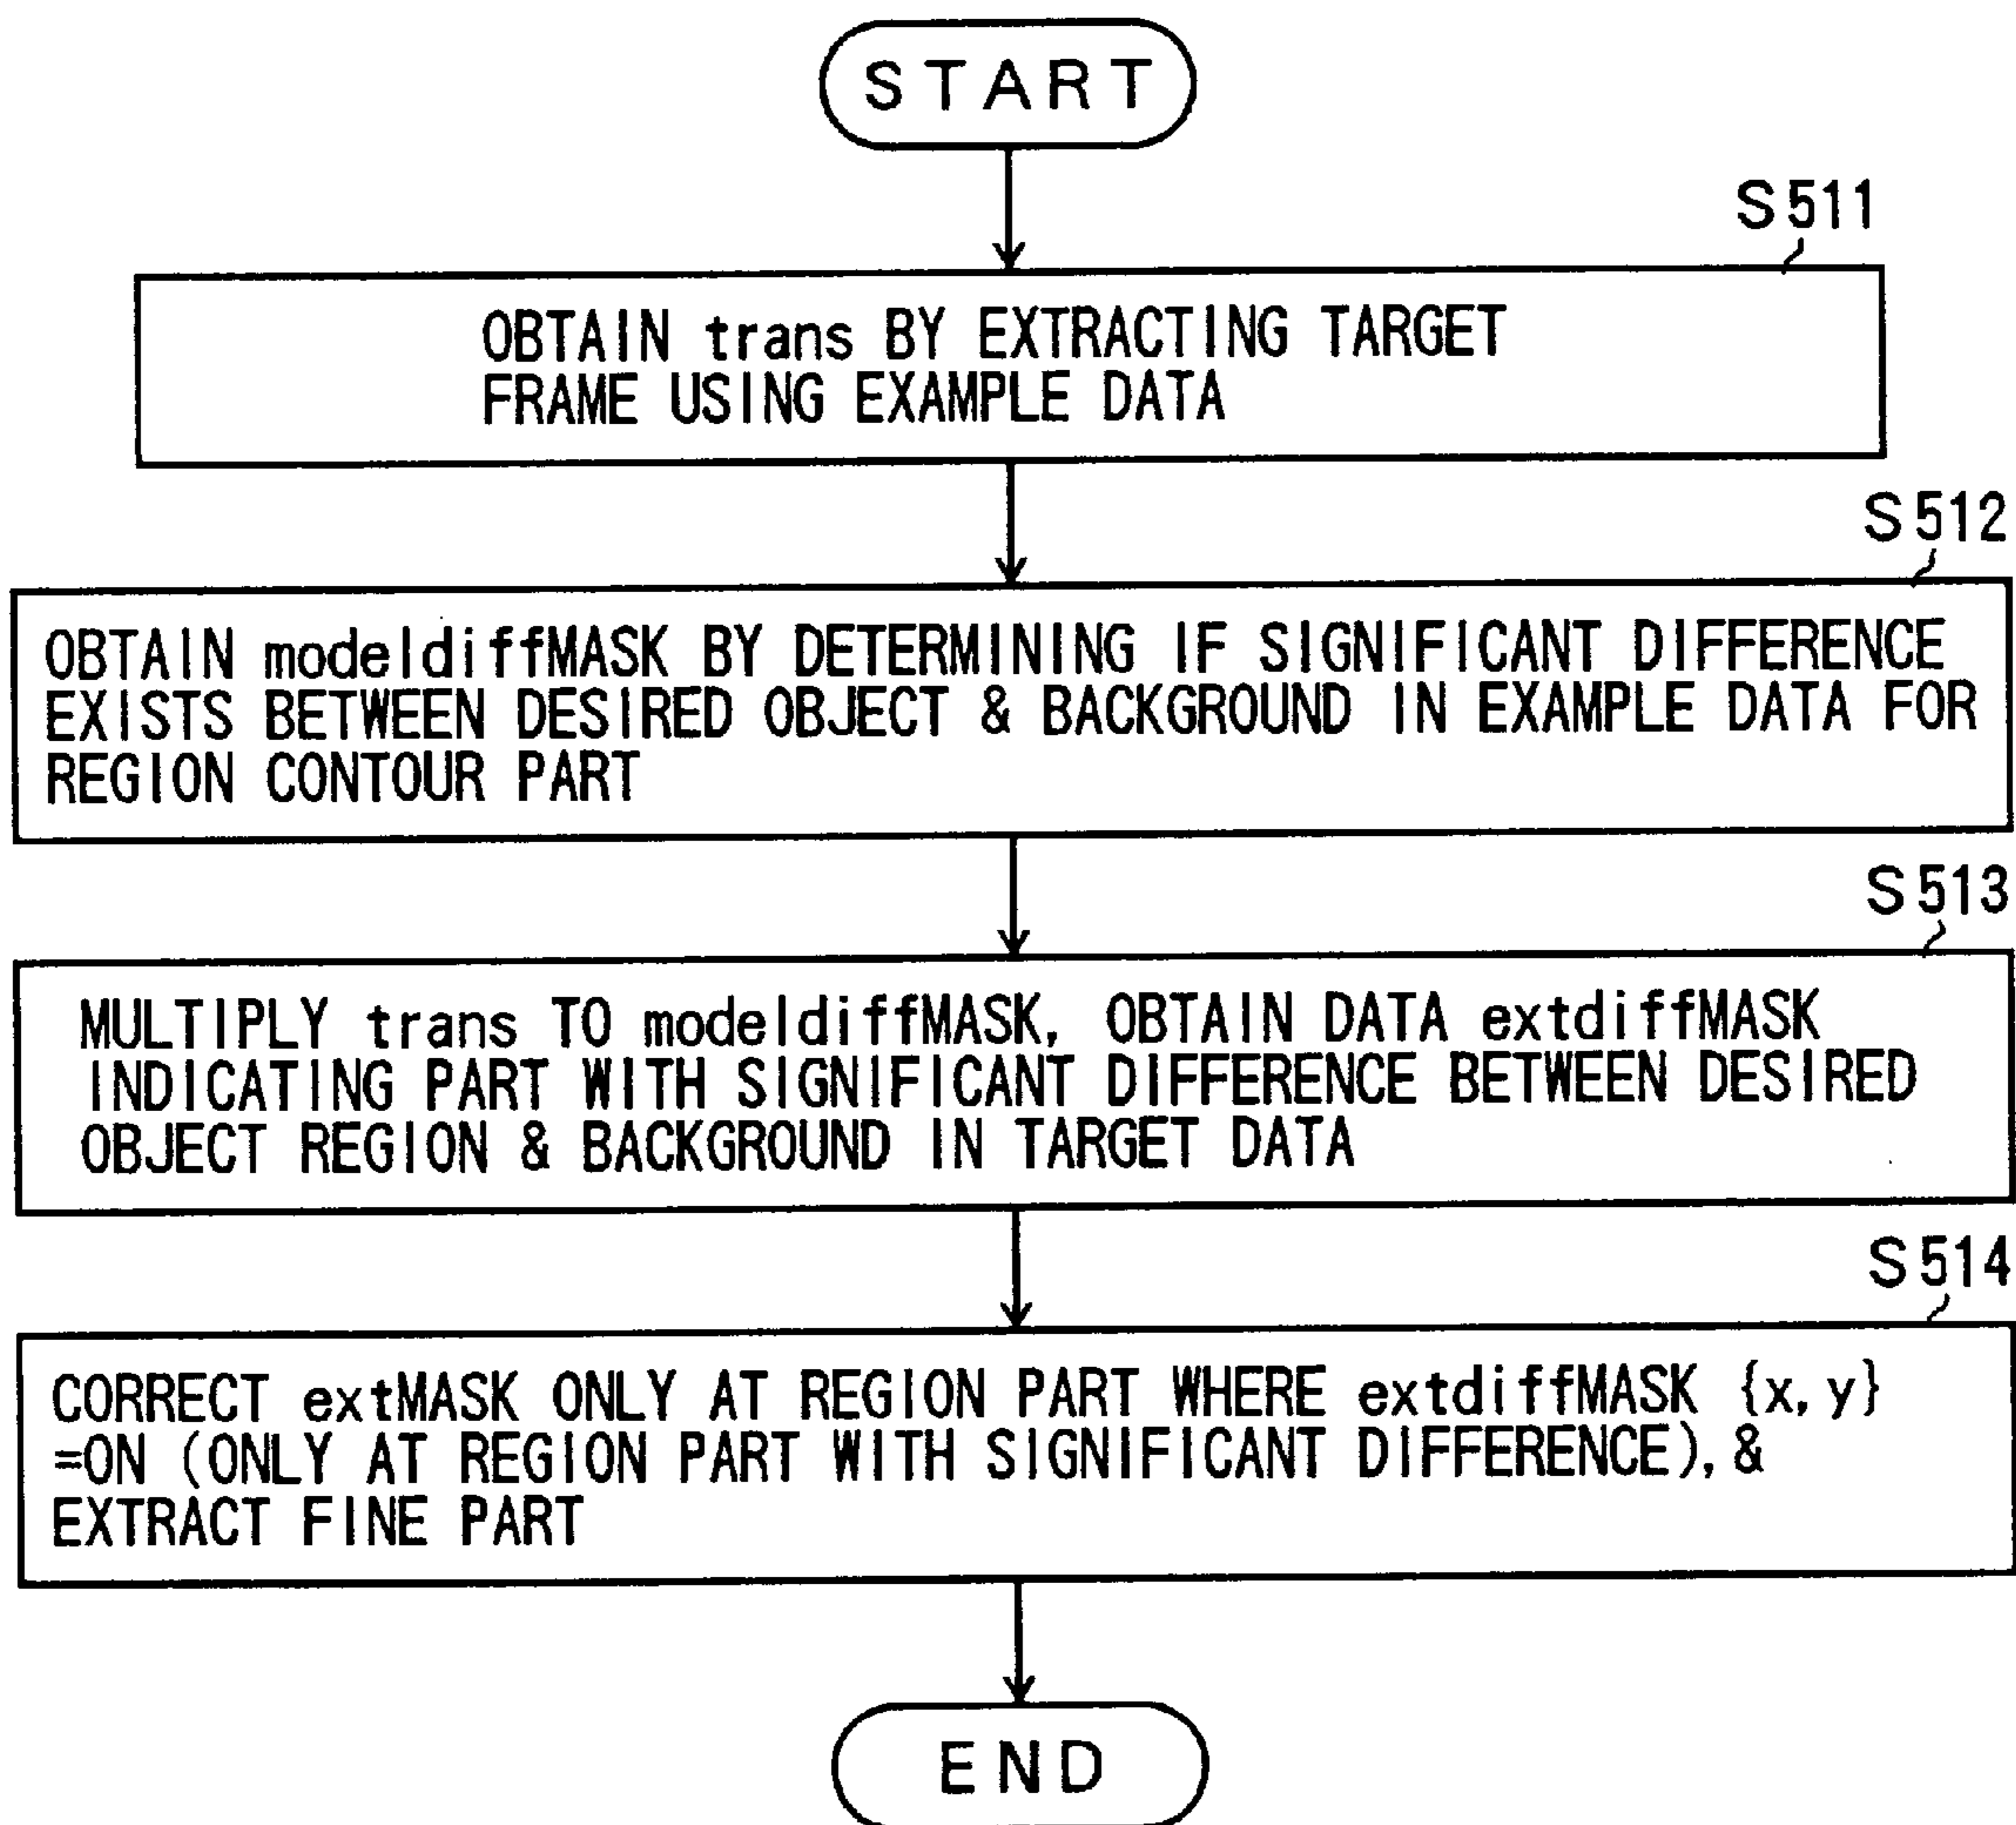 START
S511
OBTAIN trans BY EXTRACTING TARGET
FRAME USING EXAMPLE DATA
S512
OBTAIN modeldiffMASK BY DETERMINING IF SIGNIFICANT DIFFERENCE
EXISTS BETWEEN DESIRED OBJECT & BACKGROUND IN EXAMPLE DATA FOR
REGION CONTOUR PART
S513
MULTIPLY trans TO modeldiffMASK, OBTAIN DATA extdiffMASK
INDICATING PART WITH SIGNIFICANT DIFFERENCE BETWEEN DESIRED
OBJECT REGION & BACKGROUND IN TARGET DATA
S514
CORRECT extMASK ONLY AT REGION PART WHERE extdiffMASK {x, y}
=ON (ONLY AT REGION PART WITH SIGNIFICANT DIFFERENCE), &
EXTRACT FINE PART
END